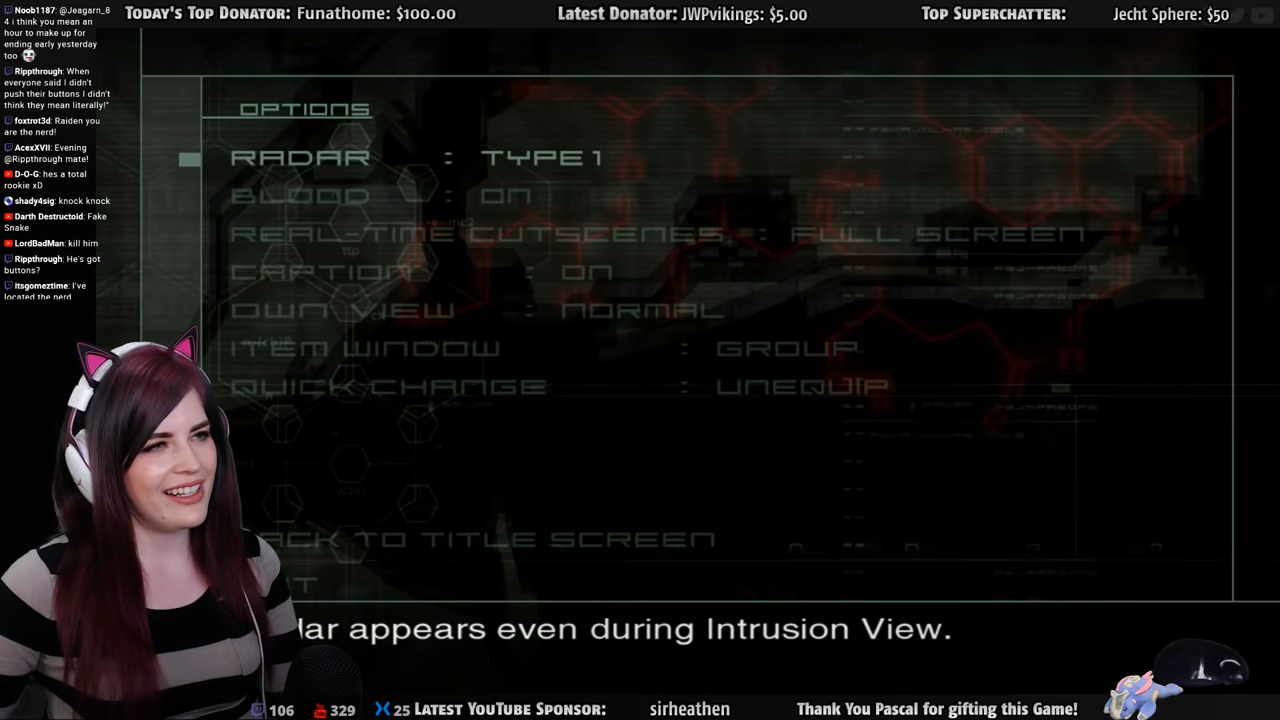 TODAY'S TOP DONATOR: FUNATHOME: $100.00
LATEST DONATOR: JWPVIKINGS: $5.00
TOP SUPERCHATTER: JECHT SPHERE: $50
Noob1187: @Jeagarn_8
4 i think you mean an
hour to make up for
ending early yesterday
too
Rippthrough: When
everyone said I didn't
push their buttons I didn't
think they mean literally!"
foxtrot3d: Raiden you
are the nerd!
AcexXVII: Evening
@Rippthrough mate!
D-O-G: hes a total
rookie xD
shady4sig: knock knock
Darth Destructoid: Fake
Snake
LordBadMan: kill him
Rippthrough: He's got
buttons?
itsgomeztime: I've
located the nerd
OPTIONS
RADAR : TYPE 1
BLOOD : ON
REAL-TIME CUTSCENES : FULL SCREEN
CAPTION : ON
OWN VIEW : NORMAL
ITEM WINDOW : GROUP
QUICK CHANGE : UNEQUIP
ACK TO TITLE SCREEN
IT
dar appears even during Intrusion View.
106
329
25
LATEST YOUTUBE SPONSOR: sirheathen
THANK YOU PASCAL FOR GIFTING THIS GAME!